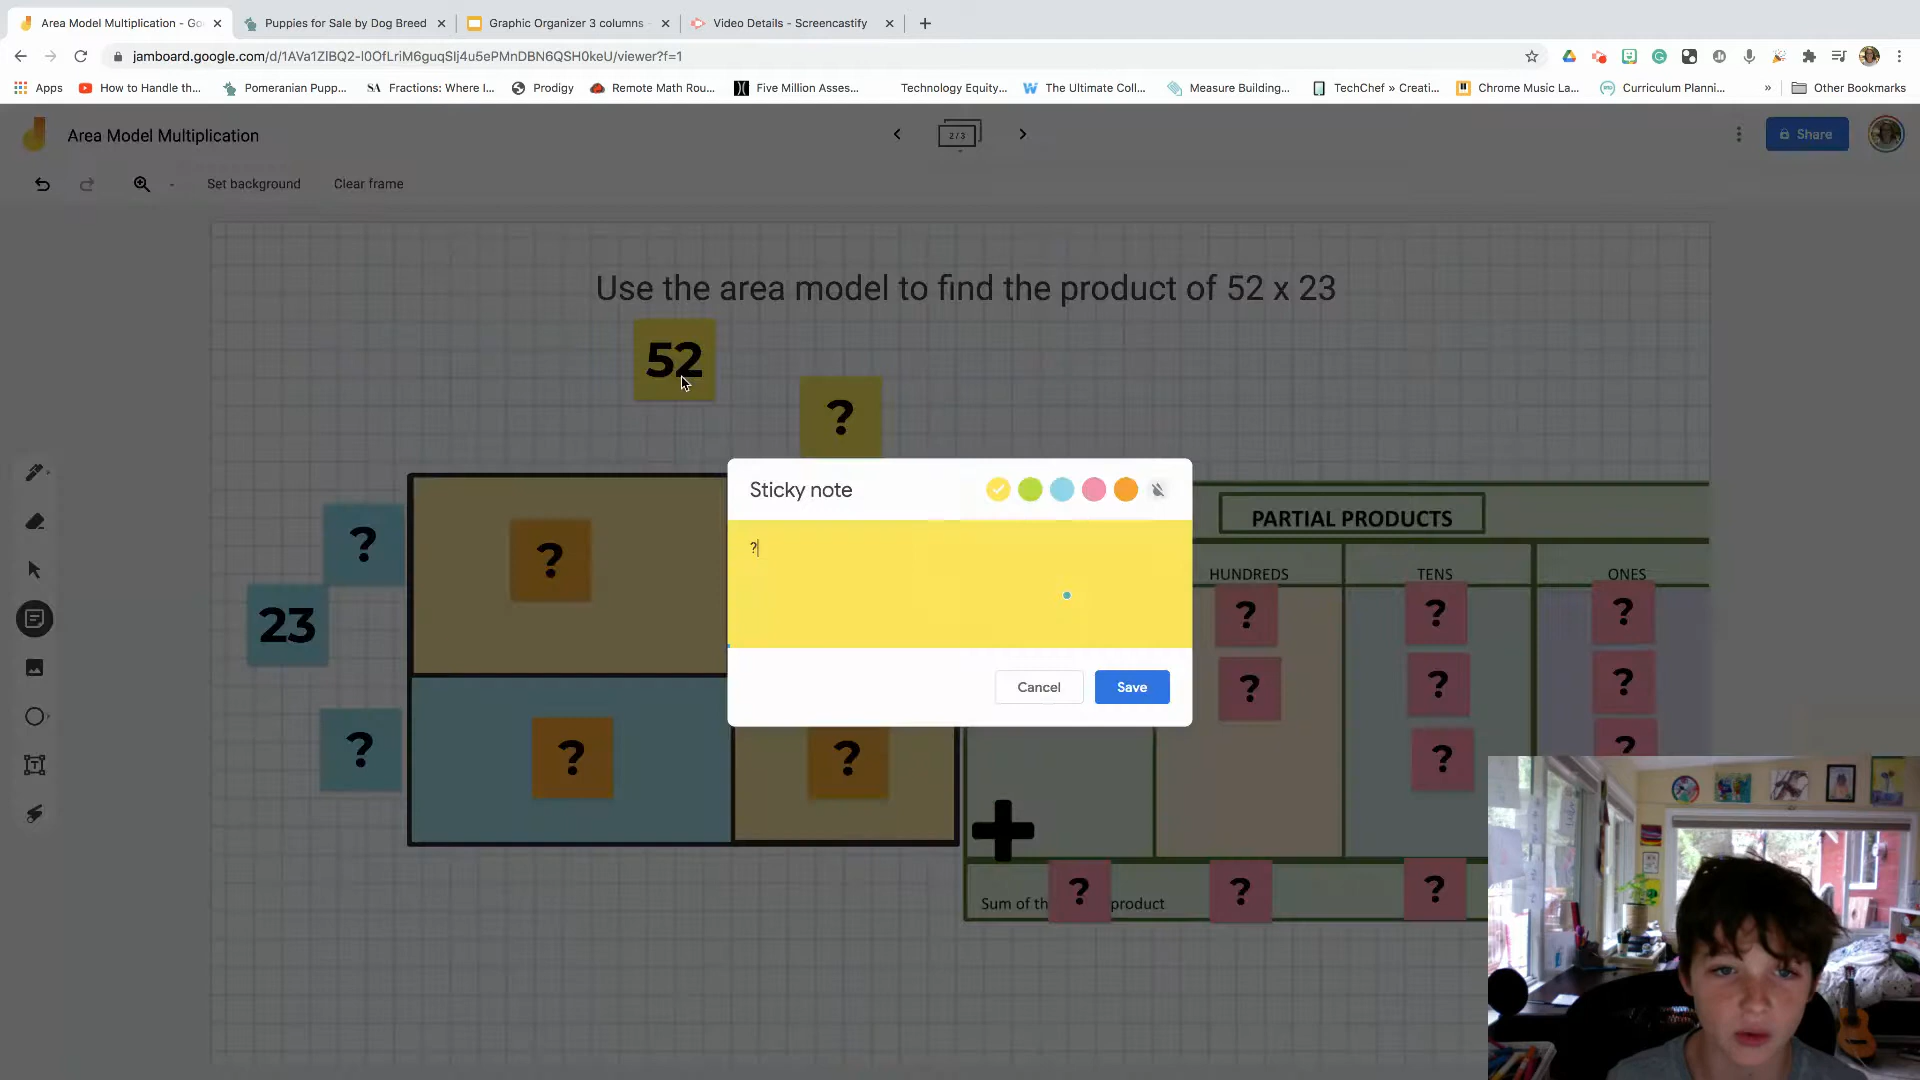 Area Model Multiplication - Go
Puppies for Sale by Dog Breed
Graphic Organizer 3 columns
Video Details - Screencastify
jamboard.google.com/d/1AVa1ZIBQ2-l0OfLriM6guqSIj4u5ePMnDBN6QSH0keU/viewer?f=1
Apps
How to Handle th...
Pomeranian Pupp...
SA Fractions: Where I...
Prodigy
Remote Math Rou...
Five Million Asses...
Technology Equity...
The Ultimate Coll...
Measure Building...
TechChef » Creati...
Chrome Music La...
Curriculum Planni...
»
Other Bookmarks
Area Model Multiplication
2/3
Share
Set background
Clear frame
Use the area model to find the product of 52 x 23
52
?
Sticky note
?
Cancel
Save
?
23
?
?
?
?
PARTIAL PRODUCTS
HUNDREDS
TENS
ONES
? ? ?
? ? ?
? ?
+
Sum of th ? product ? ?